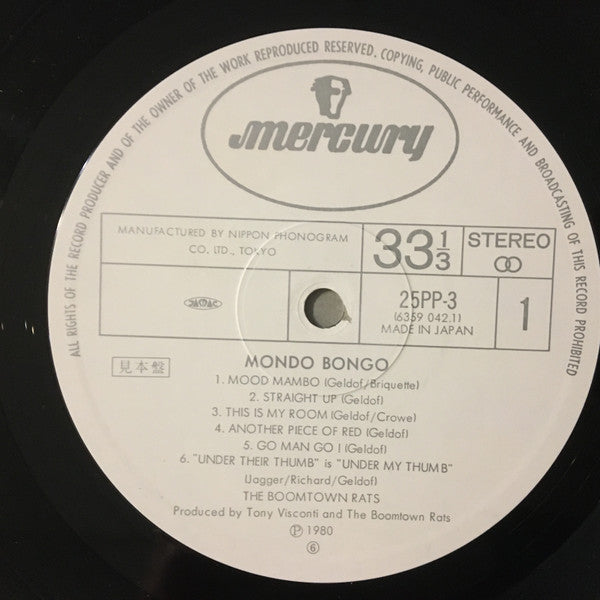 ALL RIGHTS OF THE RECORD PRODUCER AND OF THE OWNER OF THE WORK REPRODUCED RESERVED. COPYING, PUBLIC PERFORMANCE AND BROADCASTING OF THIS RECORD PROHIBITED
mercury
MANUFACTURED BY NIPPON PHONOGRAM
CO. LTD., TOKYO
33 1/3
STEREO
25PP-3
(6359 042.1)
MADE IN JAPAN
1
見本盤
MONDO BONGO
1. MOOD MAMBO (Geldof/Briquette)
2. STRAIGHT UP (Geldof)
3. THIS IS MY ROOM (Geldof/Crowe)
4. ANOTHER PIECE OF RED (Geldof)
5. GO MAN GO ! (Geldof)
6. "UNDER THEIR THUMB" is "UNDER MY THUMB"
(Jagger/Richard/Geldof)
THE BOOMTOWN RATS
Produced by Tony Visconti and The Boomtown Rats
Ⓟ 1980
⑥